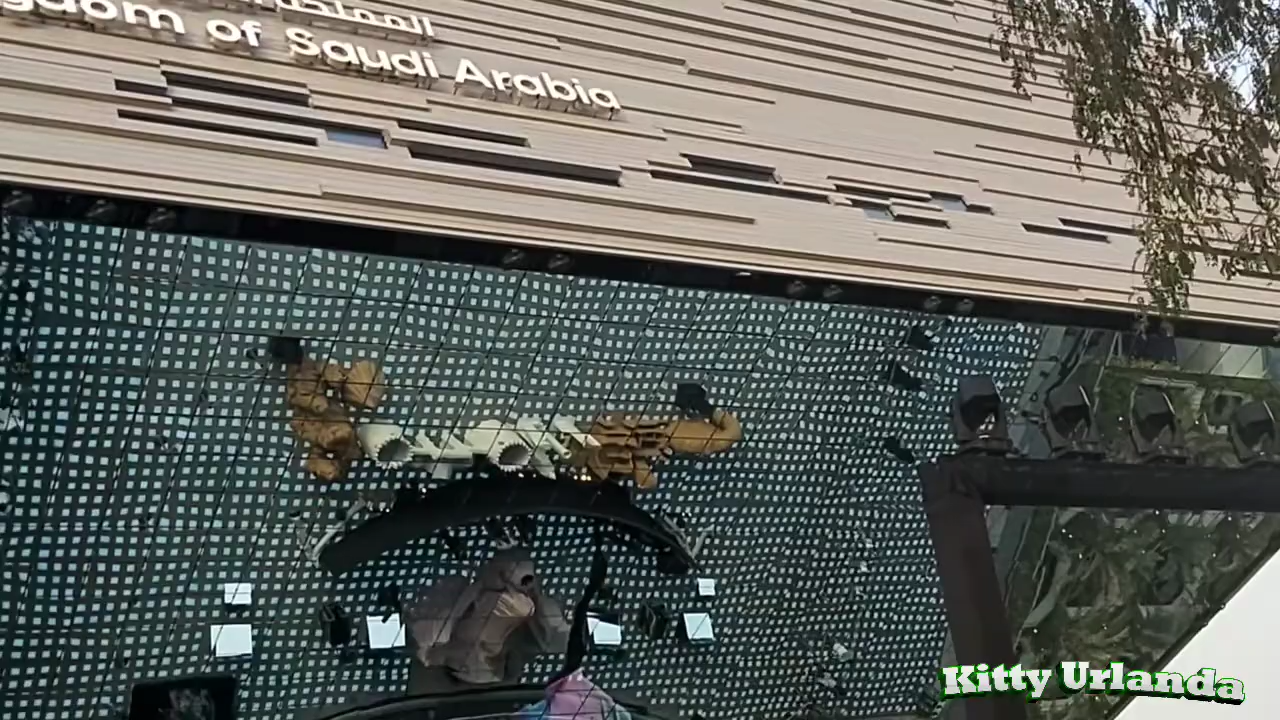 المملكة
gdom of Saudi Arabia
Kitty Urlanda